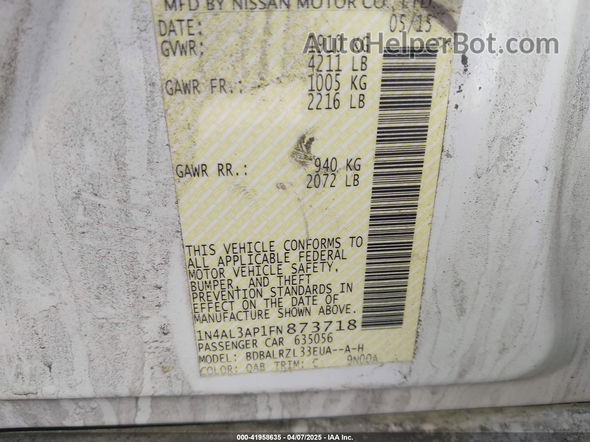 MFD BY NISSAN MOTOR CO., LTD.
DATE: 05/15
GVWR: 1910 KG
4211 LB
GAWR FR.: 1005 KG
2216 LB
GAWR RR.: 940 KG
2072 LB
THIS VEHICLE CONFORMS TO
ALL APPLICABLE FEDERAL
MOTOR VEHICLE SAFETY,
BUMPER, AND THEFT
PREVENTION STANDARDS IN
EFFECT ON THE DATE OF
MANUFACTURE SHOWN ABOVE.
1N4AL3AP1FN873718
PASSENGER CAR 635056
MODEL: BDBALRZL33EUA--A-H
COLOR: QAB TRIM: C 9N00A
AutoHelperBot.com
000-41958635 - 04/07/2025 - IAA Inc.